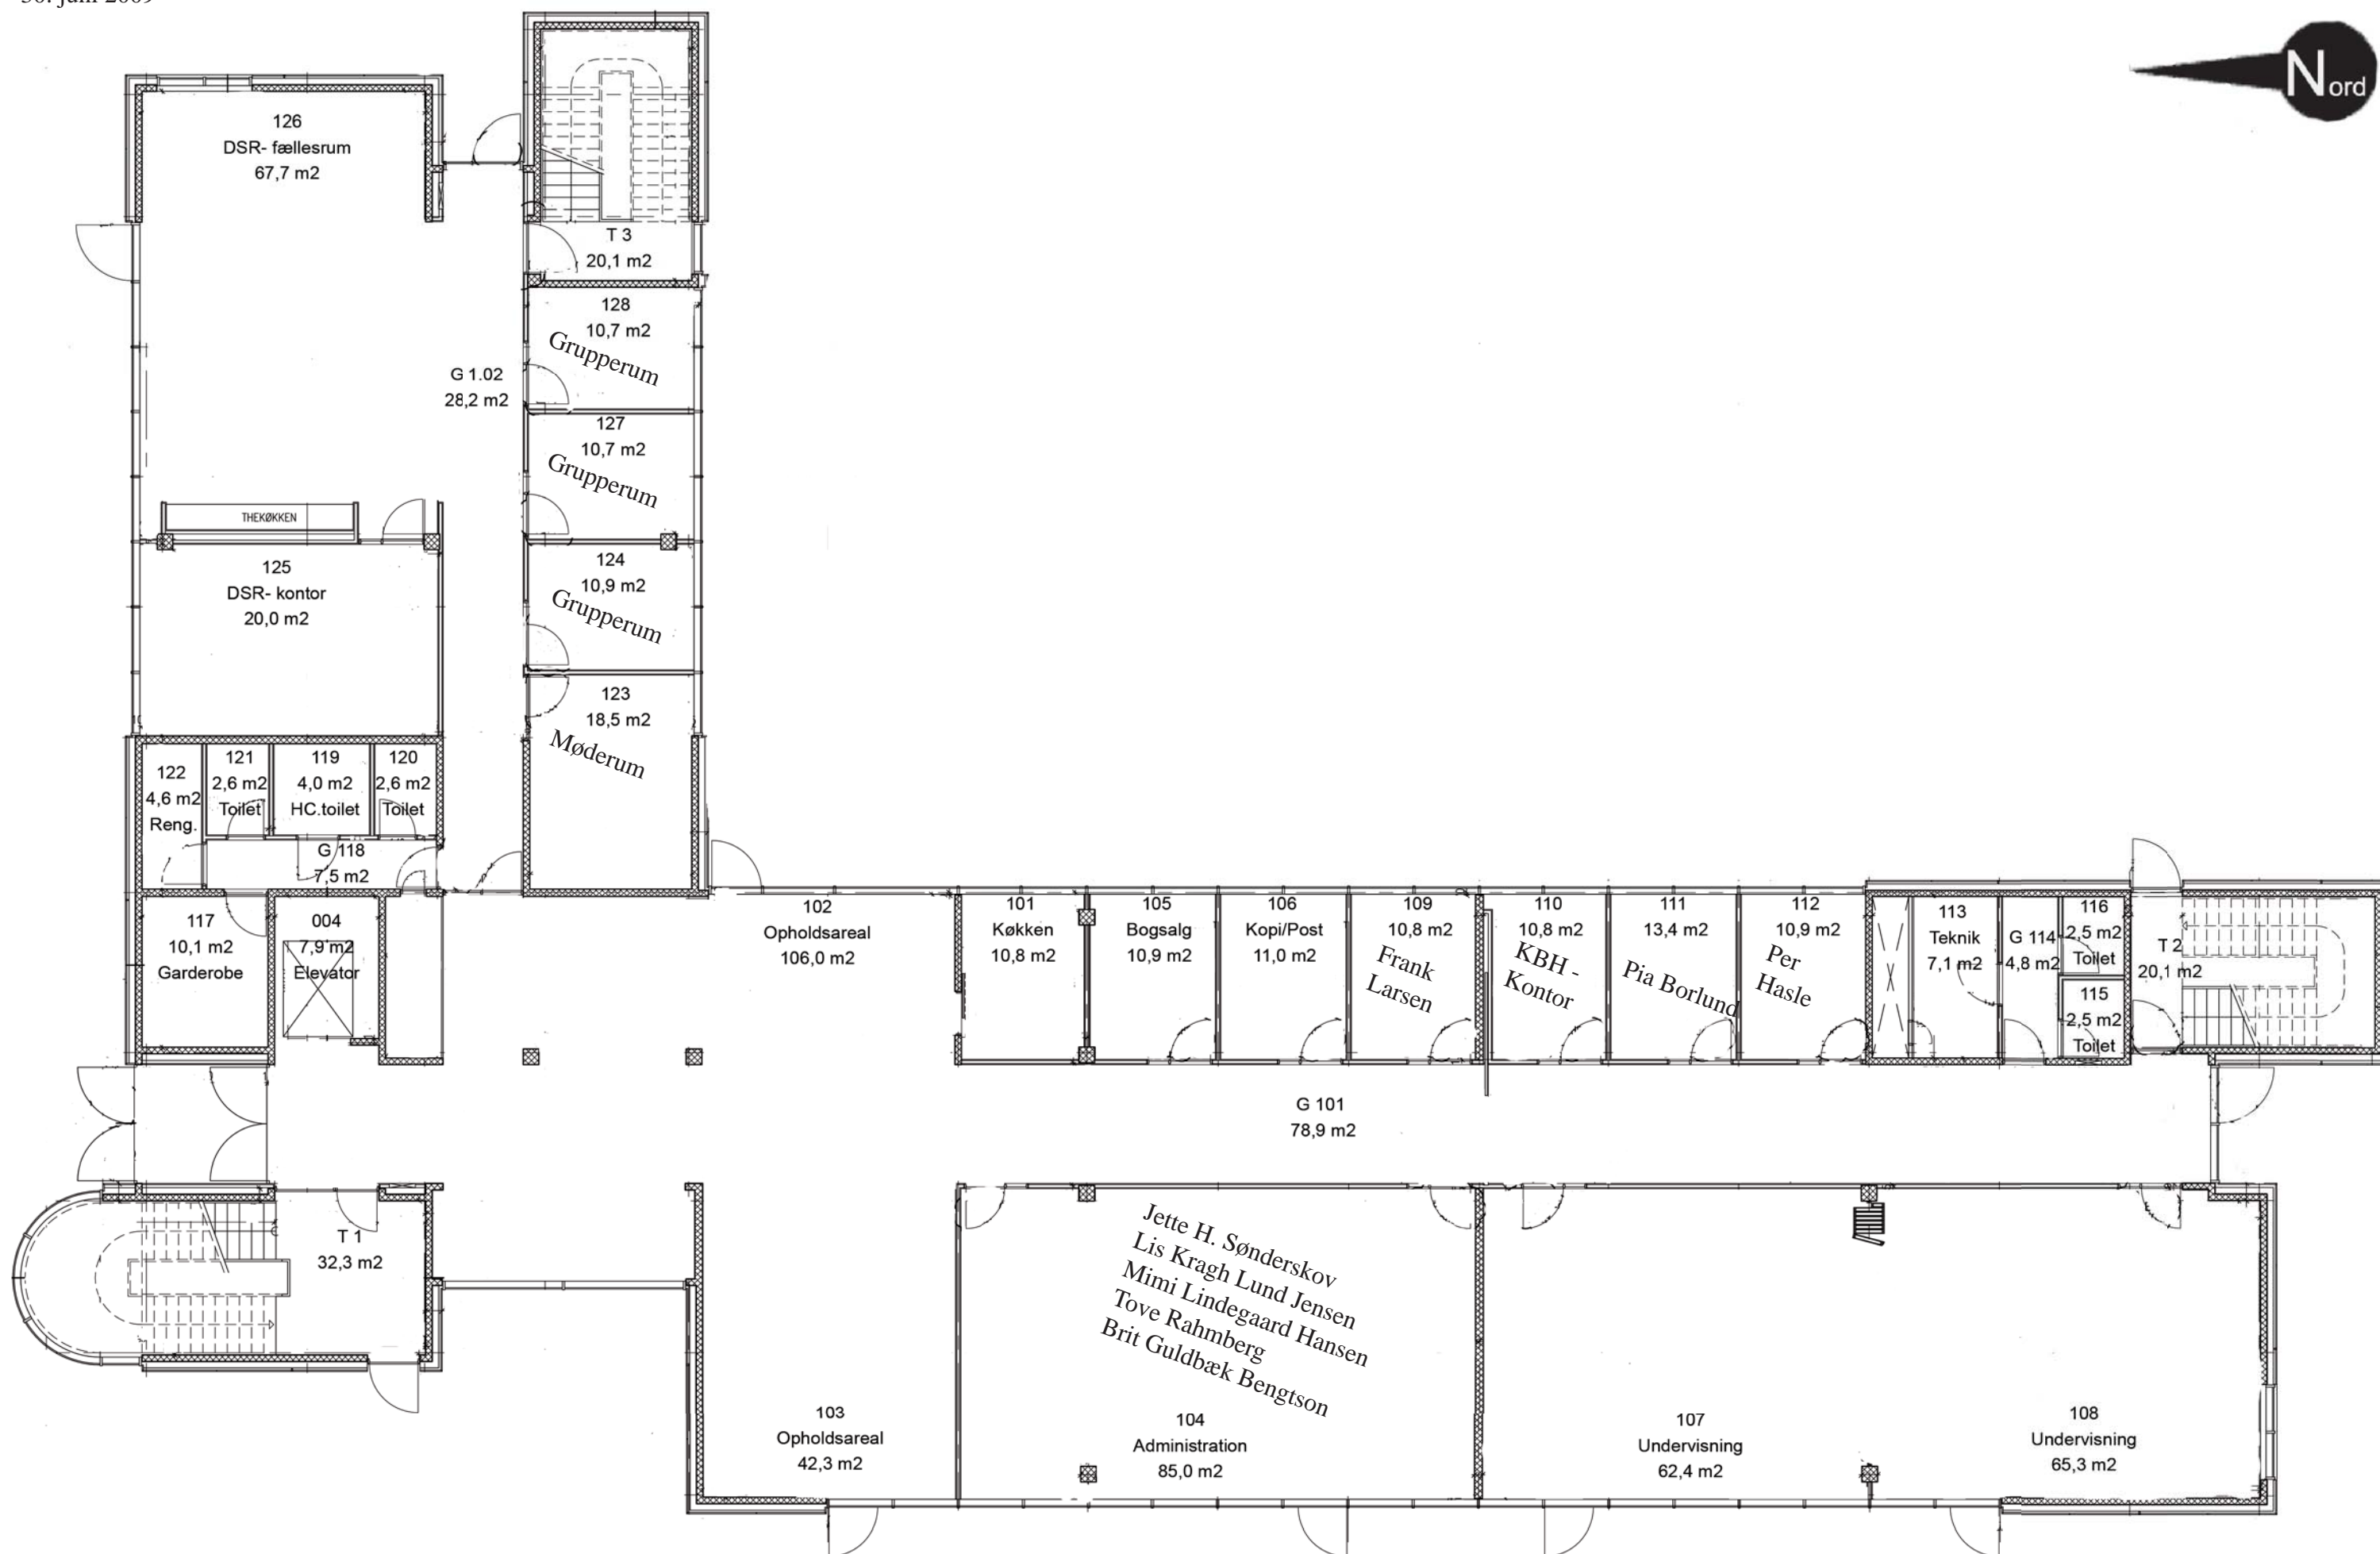 30. juni 2009
Nord
126
DSR- fællesrum
67,7 m2
T 3
20,1 m2
128
10,7 m2
Grupperum
G 1.02
28,2 m2
127
10,7 m2
Grupperum
THEKØKKEN
124
10,9 m2
Grupperum
125
DSR- kontor
20,0 m2
123
18,5 m2
Møderum
122
4,6 m2
Reng.
121
2,6 m2
Toilet
119
4,0 m2
HC.toilet
120
2,6 m2
Toilet
G 118
7,5 m2
117
10,1 m2
Garderobe
004
7,9 m2
Elevator
102
Opholdsareal
106,0 m2
101
Køkken
10,8 m2
105
Bogsalg
10,9 m2
106
Kopi/Post
11,0 m2
109
10,8 m2
Frank
Larsen
110
10,8 m2
KBH -
Kontor
111
13,4 m2
Pia Borlund
112
10,9 m2
Per
Hasle
113
Teknik
7,1 m2
G 114
4,8 m2
116
2,5 m2
Toilet
115
2,5 m2
Toilet
T 2
20,1 m2
G 101
78,9 m2
T 1
32,3 m2
Jette H. Sønderskov
Lis Kragh Lund Jensen
Mimi Lindegaard Hansen
Tove Rahmberg
Brit Guldbæk Bengtson
103
Opholdsareal
42,3 m2
104
Administration
85,0 m2
107
Undervisning
62,4 m2
108
Undervisning
65,3 m2